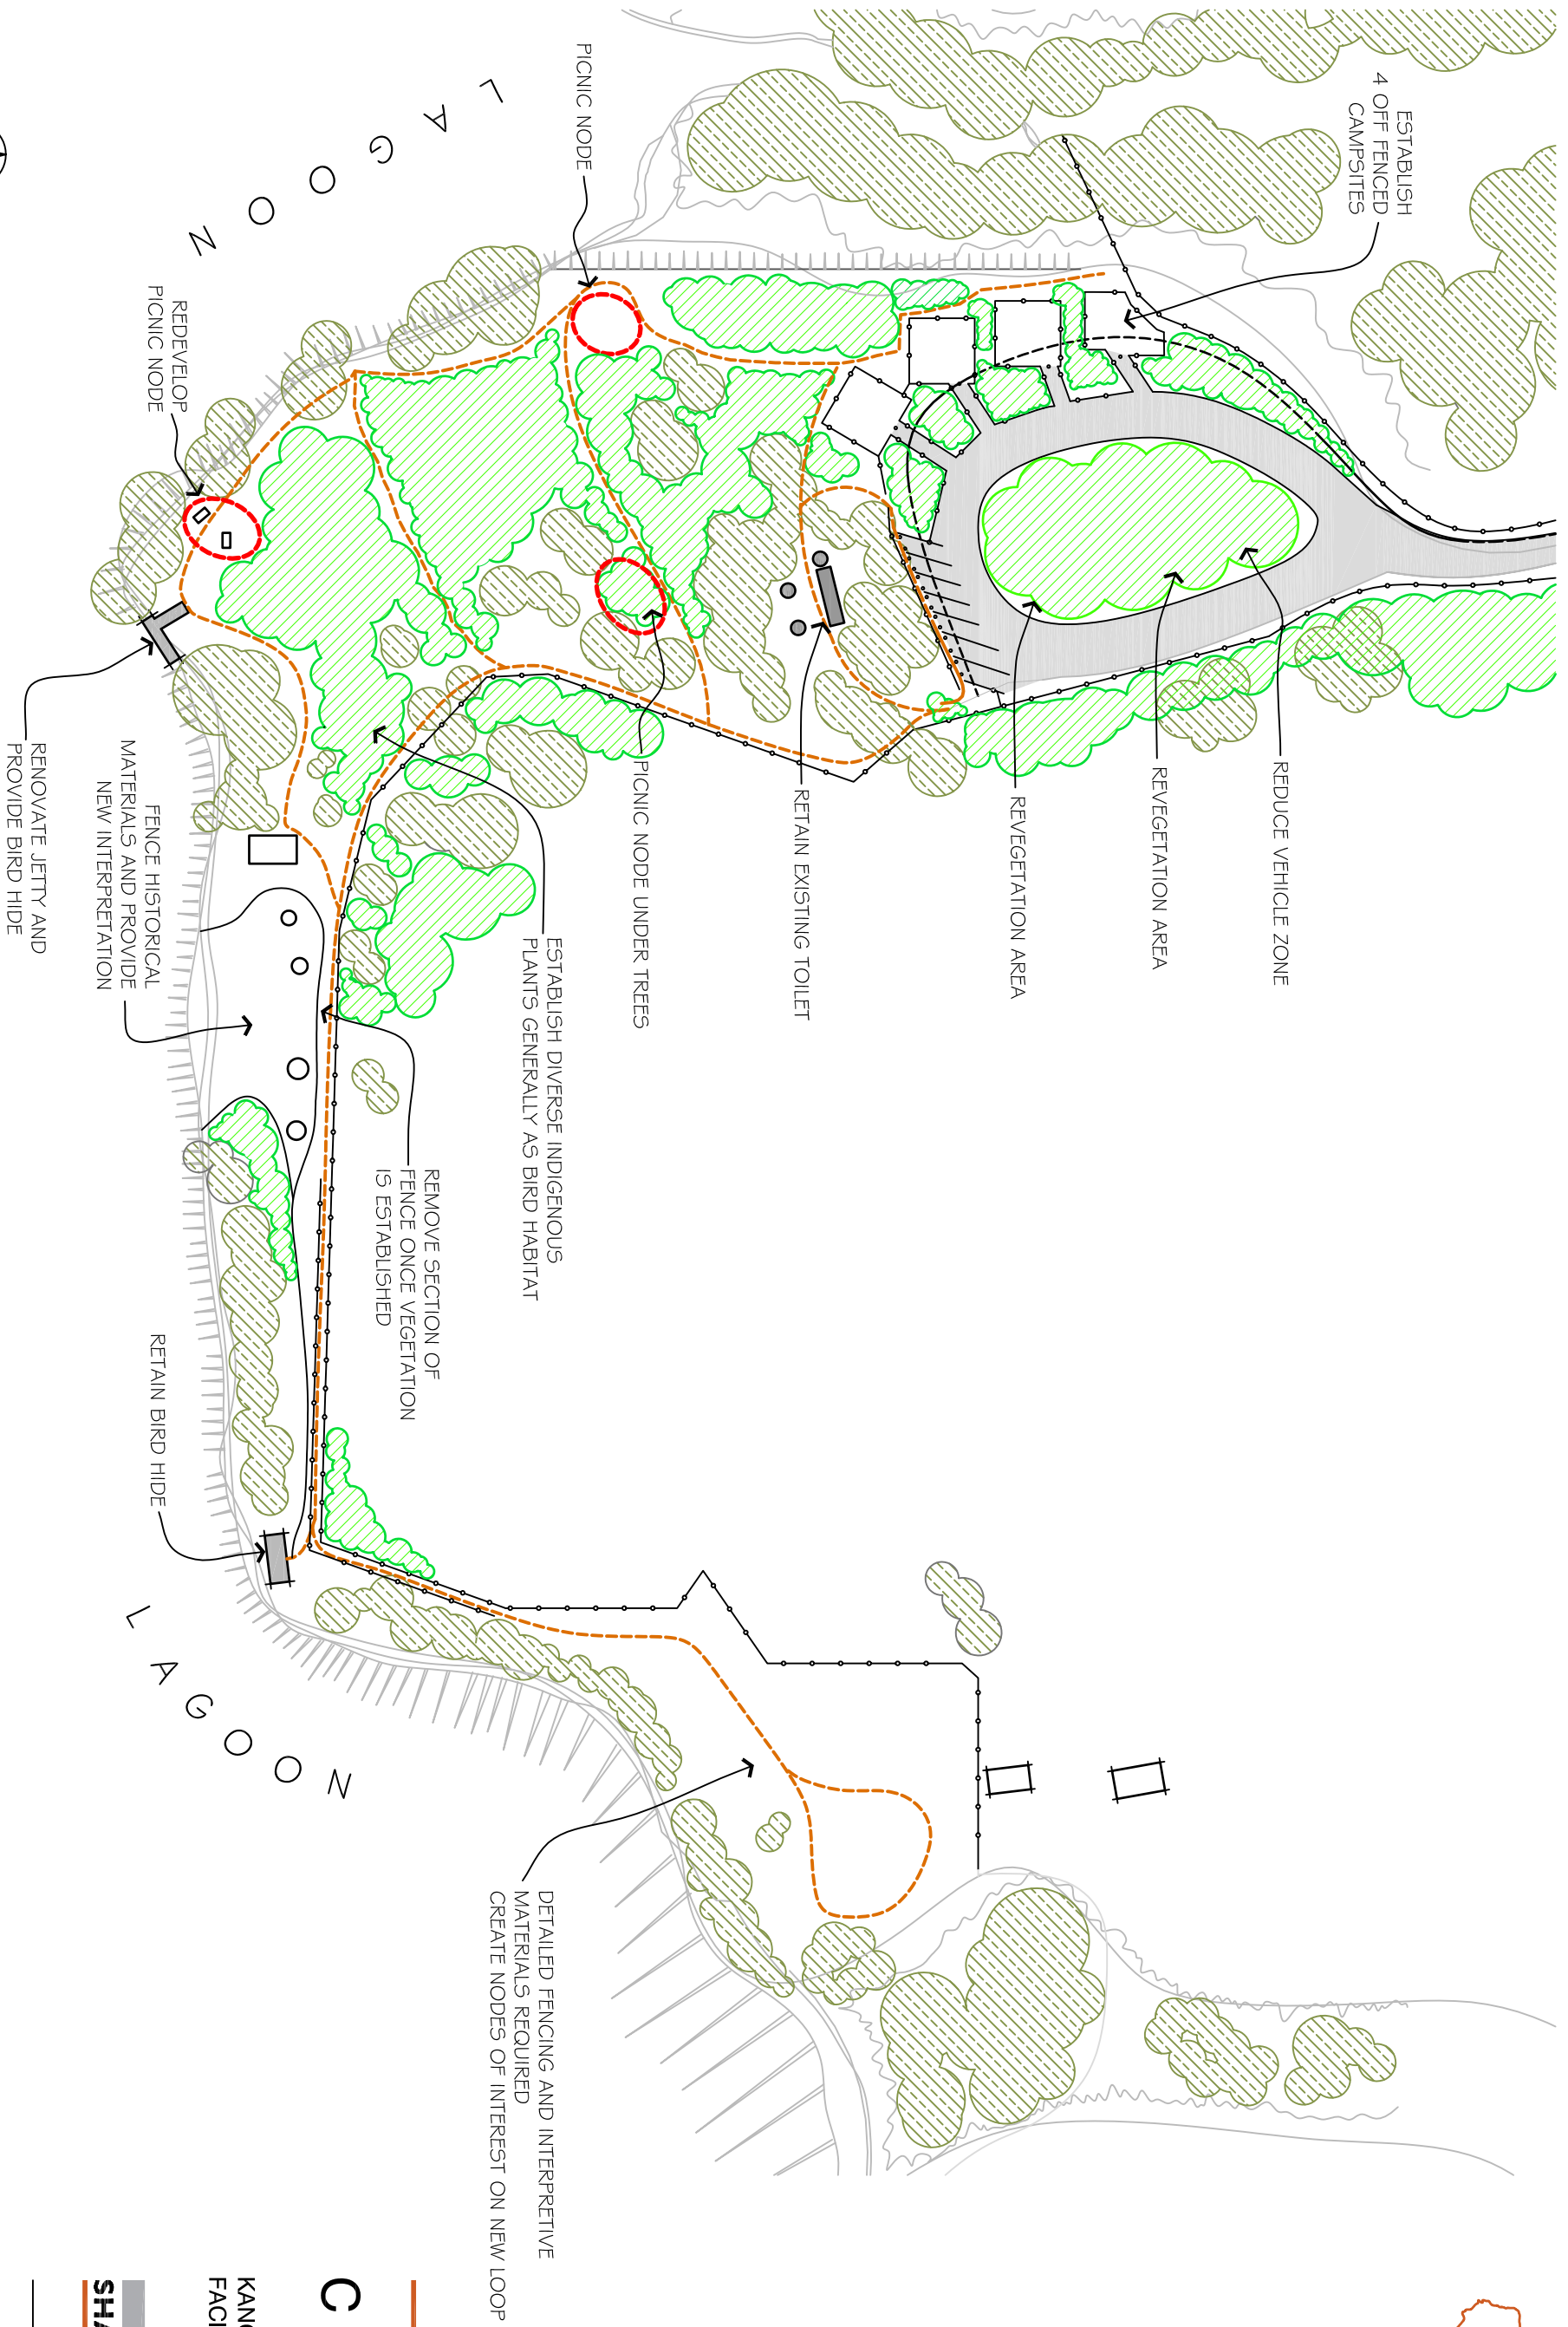 ESTABLISH
4 OFF FENCED
CAMPSITES
REDUCE VEHICLE ZONE
REVEGETATION AREA
REVEGETATION AREA
RETAIN EXISTING TOILET
PICNIC NODE
PICNIC NODE UNDER TREES
ESTABLISH DIVERSE INDIGENOUS
PLANTS GENERALLY AS BIRD HABITAT
DETAILED FENCING AND INTERPRETIVE
MATERIALS REQUIRED
CREATE NODES OF INTEREST ON NEW LOOP
REMOVE SECTION OF
FENCE ONCE VEGETATION
IS ESTABLISHED
LAGOON
REDEVELOP
PICNIC NODE
FENCE HISTORICAL
MATERIALS AND PROVIDE
NEW INTERPRETATION
RETAIN BIRD HIDE
LAGOON
RENOVATE JETTY AND
PROVIDE BIRD HIDE
C